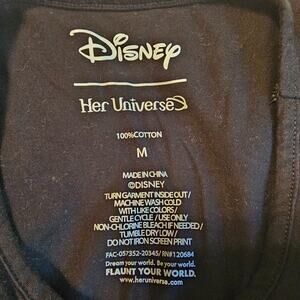 Disney
Her Universe
100%COTTON
M
MADE IN CHINA
©DISNEY
TURN GARMENT INSIDE OUT/
MACHINE WASH COLD
WITH LIKE COLORS/
GENTLE CYCLE/USE ONLY
NON-CHLORINE BLEACH IF NEEDED/
TUMBLE DRY LOW/
DO NOT IRON SCREEN PRINT
FAC-057352-20345/RN#120684
Dream your world. Be your world.
FLAUNT YOUR WORLD.
www.heruniverse.com